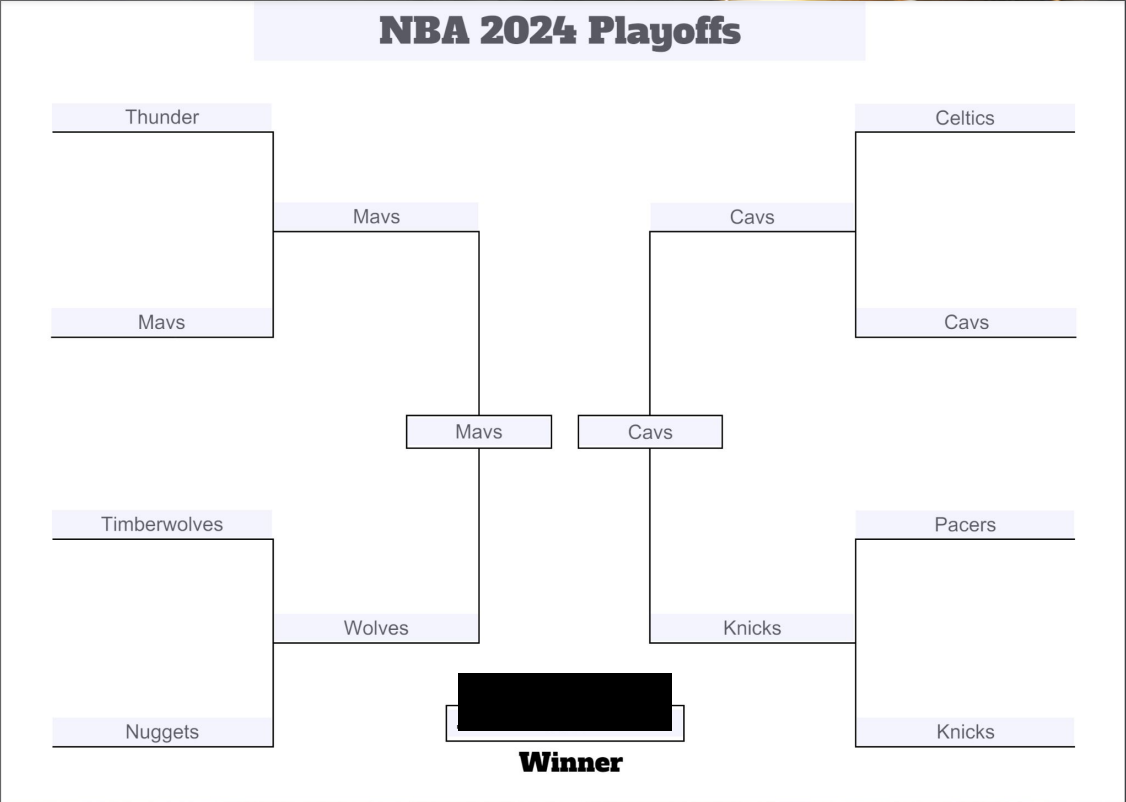 NBA 2024 Playoffs
Thunder
Celtics
Mavs
Cavs
Mavs
Cavs
Mavs
Cavs
Timberwolves
Pacers
Wolves
Knicks
Nuggets
Knicks
Winner